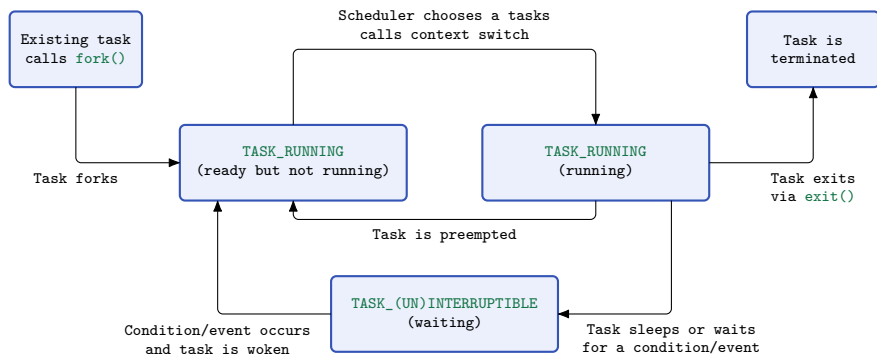 Scheduler chooses a tasks
calls context switch
Existing task
calls fork()
Task is
terminated
TASK_RUNNING
(ready but not running)
TASK_RUNNING
(running)
Task forks
Task exits
via exit()
Task is preempted
TASK_(UN)INTERRUPTIBLE
(waiting)
Condition/event occurs
and task is woken
Task sleeps or waits
for a condition/event